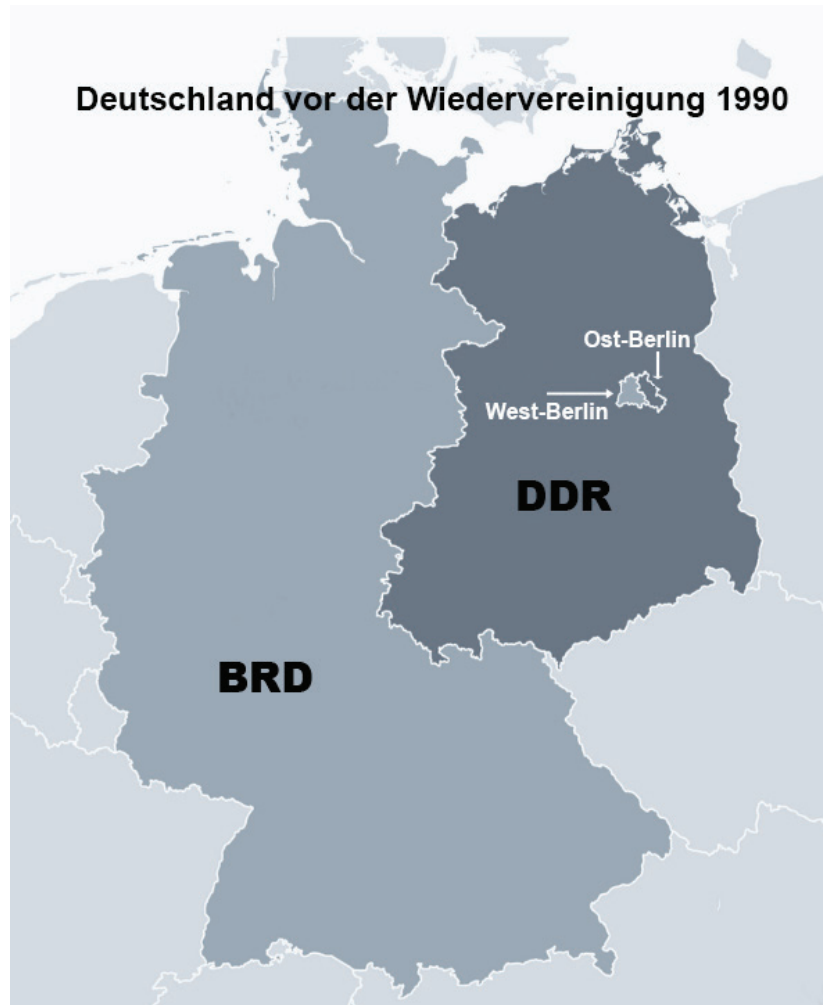 Deutschland vor der Wiedervereinigung 1990
Ost-Berlin
West-Berlin
DDR
BRD